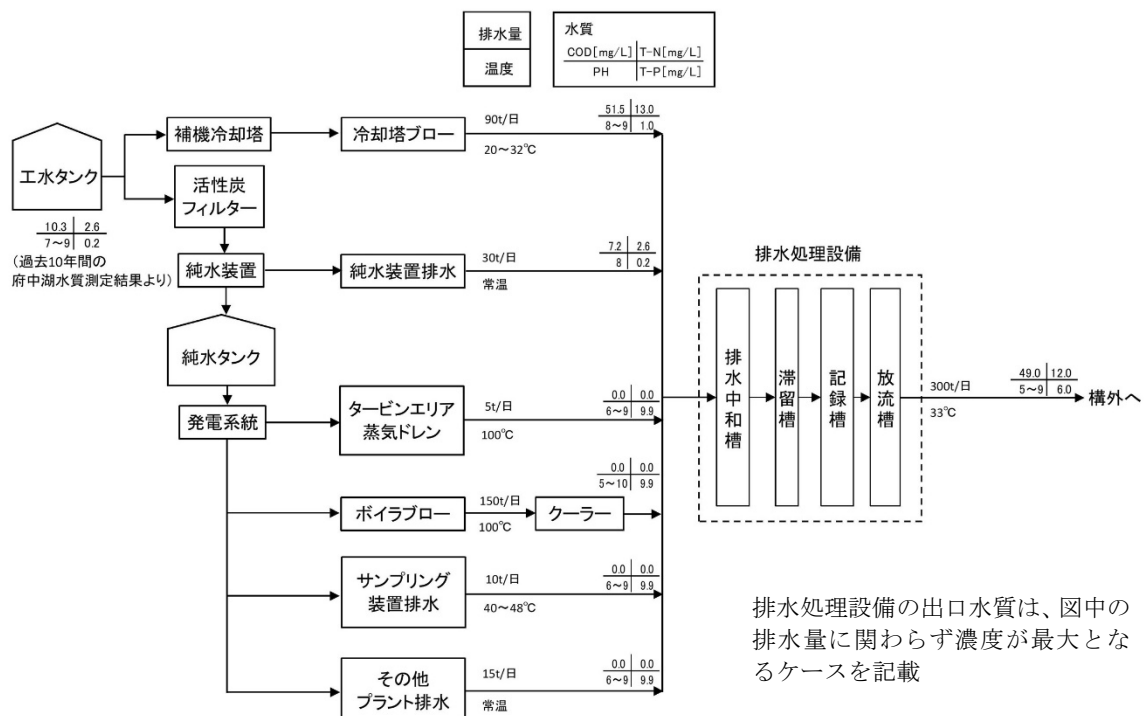 排水量
温度
水質
COD[mg/L] T-N[mg/L]
PH T-P[mg/L]
工水タンク
10.3 2.6
7～9 0.2
(過去10年間の
府中湖水質測定結果より)
補機冷却塔
冷却塔ブロー
90t/日
20～32℃
51.5 13.0
8～9 1.0
活性炭
フィルター
純水装置
純水装置排水
30t/日
常温
7.2 2.6
8 0.2
純水タンク
発電系統
タービンエリア
蒸気ドレン
5t/日
100℃
0.0 0.0
6～9 9.9
ボイラブロー
150t/日
100℃
クーラー
0.0 0.0
5～10 9.9
サンプリング
装置排水
10t/日
40～48℃
0.0 0.0
6～9 9.9
その他
プラント排水
15t/日
常温
0.0 0.0
6～9 9.9
排水処理設備
排水中和槽
滞留槽
記録槽
放流槽
300t/日
33℃
49.0 12.0
5～9 6.0
構外へ
排水処理設備の出口水質は、図中の
排水量に関わらず濃度が最大とな
るケースを記載